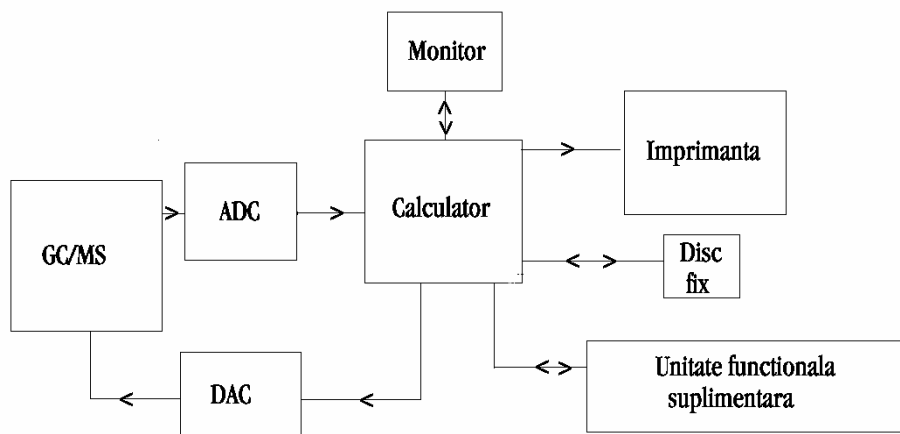 Monitor
Imprimanta
Calculator
ADC
GC/MS
Disc
fix
DAC
Unitate functionala
suplimentara